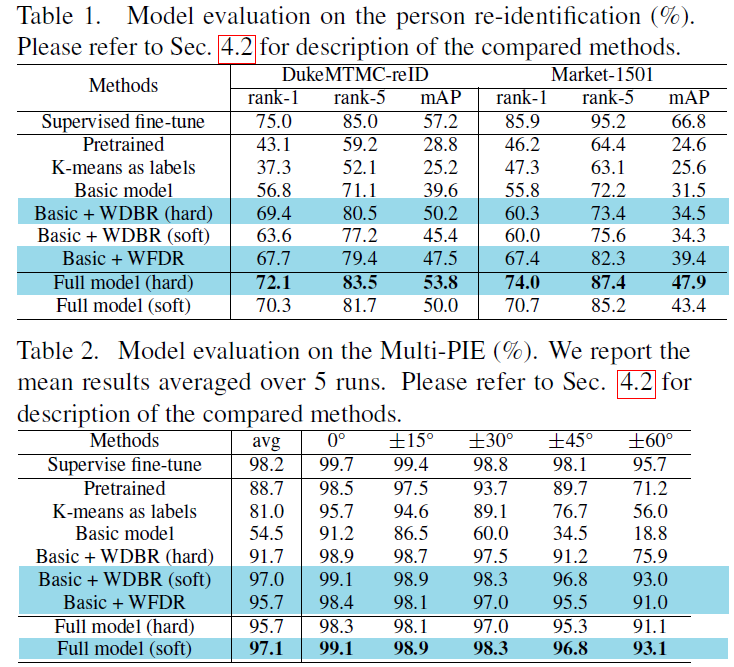 Table 1. Model evaluation on the person re-identification (%).
Please refer to Sec. 4.2 for description of the compared methods.
Methods DukeMTMC-reID Market-1501
rank-1 rank-5 mAP rank-1 rank-5 mAP
Supervised fine-tune 75.0 85.0 57.2 85.9 95.2 66.8
Pretrained 43.1 59.2 28.8 46.2 64.4 24.6
K-means as labels 37.3 52.1 25.2 47.3 63.1 25.6
Basic model 56.8 71.1 39.6 55.8 72.2 31.5
Basic + WDBR (hard) 69.4 80.5 50.2 60.3 73.4 34.5
Basic + WDBR (soft) 63.6 77.2 45.4 60.0 75.6 34.3
Basic + WFDR 67.7 79.4 47.5 67.4 82.3 39.4
Full model (hard) 72.1 83.5 53.8 74.0 87.4 47.9
Full model (soft) 70.3 81.7 50.0 70.7 85.2 43.4
Table 2. Model evaluation on the Multi-PIE (%). We report the
mean results averaged over 5 runs. Please refer to Sec. 4.2 for
description of the compared methods.
Methods avg 0° ±15° ±30° ±45° ±60°
Supervise fine-tune 98.2 99.7 99.4 98.8 98.1 95.7
Pretrained 88.7 98.5 97.5 93.7 89.7 71.2
K-means as labels 81.0 95.7 94.6 89.1 76.7 56.0
Basic model 54.5 91.2 86.5 60.0 34.5 18.8
Basic + WDBR (hard) 91.7 98.9 98.7 97.5 91.2 75.9
Basic + WDBR (soft) 97.0 99.1 98.9 98.3 96.8 93.0
Basic + WFDR 95.7 98.4 98.1 97.0 95.5 91.0
Full model (hard) 95.7 98.3 98.1 97.0 95.3 91.1
Full model (soft) 97.1 99.1 98.9 98.3 96.8 93.1